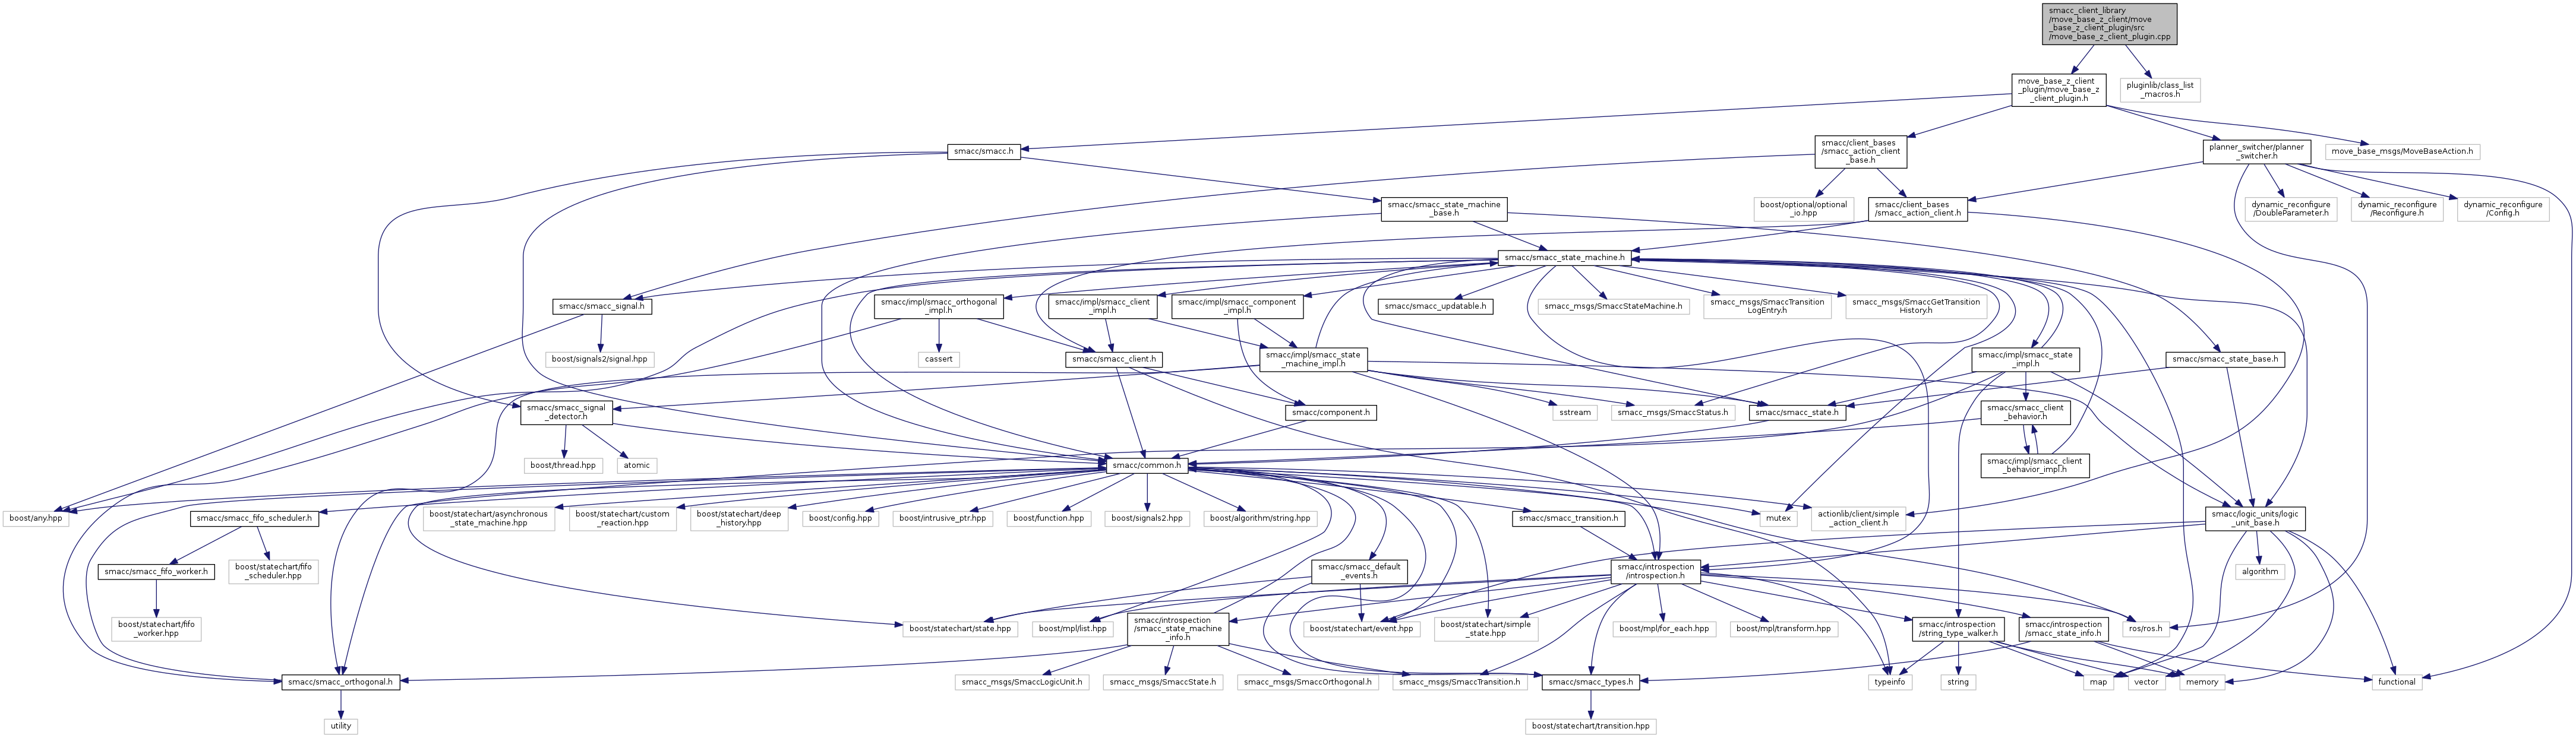 smacc_client_library
/move_base_z_client/move
_base_z_client_plugin/src
/move_base_z_client_plugin.cpp
move_base_z_client
_plugin/move_base_z
_client_plugin.h
pluginlib/class_list
_macros.h
smacc/smacc.h
smacc/client_bases
/smacc_action_client
_base.h
planner_switcher/planner
_switcher.h
move_base_msgs/MoveBaseAction.h
smacc/smacc_state_machine
_base.h
boost/optional/optional
_io.hpp
smacc/client_bases
/smacc_action_client.h
dynamic_reconfigure
/DoubleParameter.h
dynamic_reconfigure
/Reconfigure.h
dynamic_reconfigure
/Config.h
smacc/smacc_state_machine.h
smacc/smacc_signal.h
smacc/impl/smacc_orthogonal
_impl.h
smacc/impl/smacc_client
_impl.h
smacc/impl/smacc_component
_impl.h
smacc/smacc_updatable.h
smacc_msgs/SmaccStateMachine.h
smacc_msgs/SmaccTransition
LogEntry.h
smacc_msgs/SmaccGetTransition
History.h
boost/signals2/signal.hpp
cassert
smacc/smacc_client.h
smacc/impl/smacc_state
_machine_impl.h
smacc/impl/smacc_state
_impl.h
smacc/smacc_state_base.h
smacc/smacc_signal
_detector.h
smacc/component.h
sstream
smacc_msgs/SmaccStatus.h
smacc/smacc_state.h
smacc/smacc_client
_behavior.h
boost/thread.hpp
atomic
smacc/common.h
smacc/impl/smacc_client
_behavior_impl.h
boost/any.hpp
smacc/smacc_fifo_scheduler.h
boost/statechart/asynchronous
_state_machine.hpp
boost/statechart/custom
_reaction.hpp
boost/statechart/deep
_history.hpp
boost/config.hpp
boost/intrusive_ptr.hpp
boost/function.hpp
boost/signals2.hpp
boost/algorithm/string.hpp
smacc/smacc_transition.h
mutex
actionlib/client/simple
_action_client.h
smacc/logic_units/logic
_unit_base.h
smacc/smacc_fifo_worker.h
boost/statechart/fifo
_scheduler.hpp
smacc/smacc_default
_events.h
smacc/introspection
/introspection.h
algorithm
boost/statechart/fifo
_worker.hpp
boost/statechart/state.hpp
boost/mpl/list.hpp
smacc/introspection
/smacc_state_machine
_info.h
boost/statechart/event.hpp
boost/statechart/simple
_state.hpp
boost/mpl/for_each.hpp
boost/mpl/transform.hpp
smacc/introspection
/string_type_walker.h
smacc/introspection
/smacc_state_info.h
ros/ros.h
smacc/smacc_orthogonal.h
smacc_msgs/SmaccLogicUnit.h
smacc_msgs/SmaccState.h
smacc_msgs/SmaccOrthogonal.h
smacc_msgs/SmaccTransition.h
smacc/smacc_types.h
typeinfo
string
map
vector
memory
functional
utility
boost/statechart/transition.hpp